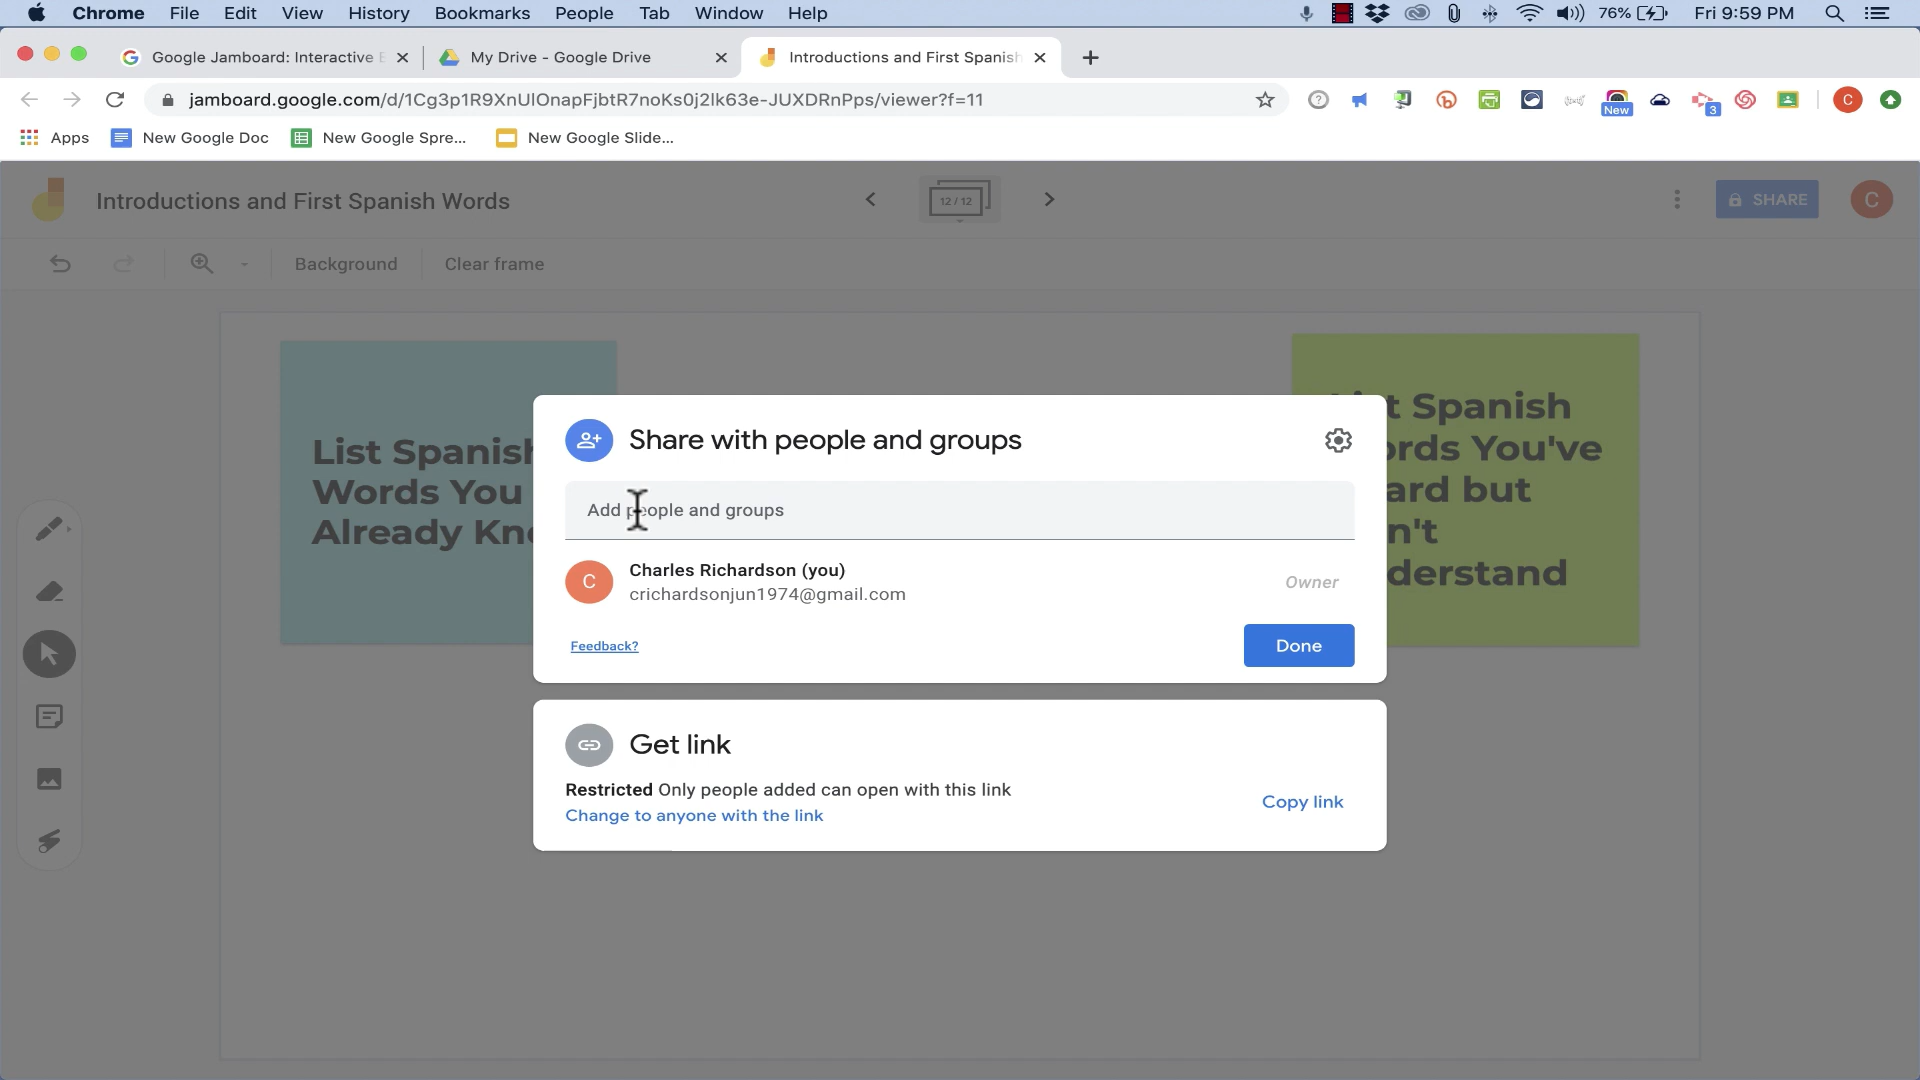 Chrome File Edit View History Bookmarks People Tab Window Help 76% Fri 9:59 PM
Google Jamboard: Interactive My Drive - Google Drive Introductions and First Spanish
jamboard.google.com/d/1Cg3p1R9XnUlOnapFjbtR7noKs0j2lk63e-JUXDRnPps/viewer?f=11 New 3 C
Apps New Google Doc New Google Spre... New Google Slide...
Introductions and First Spanish Words 12 / 12 SHARE C
Background Clear frame
List Spanish
Words You
Already
Spanish
You've
but
Share with people and groups
Add people and groups
C Charles Richardson (you)
crichardsonjun1974@gmail.com
Owner
Feedback? Done
Get link
Restricted Only people added can open with this link
Change to anyone with the link
Copy link